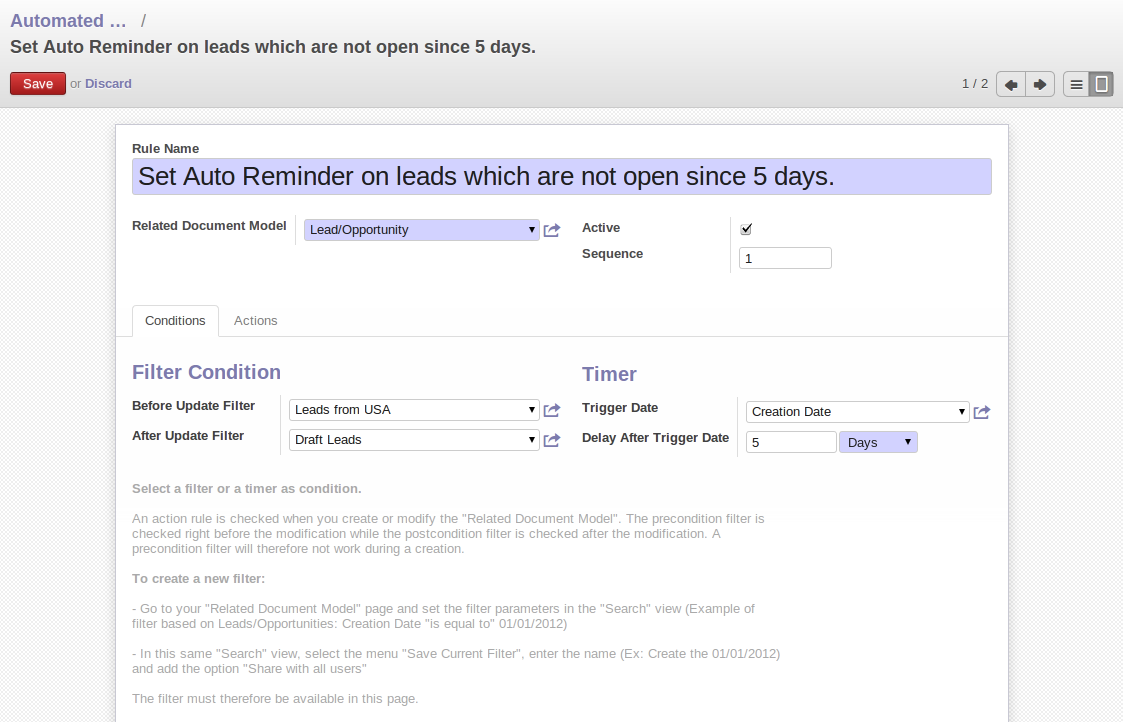 Automated ... /
Set Auto Reminder on leads which are not open since 5 days.
Save or Discard
1 / 2
Rule Name
Set Auto Reminder on leads which are not open since 5 days.
Related Document Model
Lead/Opportunity
Active
Sequence
1
Conditions
Actions
Filter Condition
Before Update Filter
Leads from USA
After Update Filter
Draft Leads
Timer
Trigger Date
Creation Date
Delay After Trigger Date
5
Days
Select a filter or a timer as condition.
An action rule is checked when you create or modify the "Related Document Model". The precondition filter is
checked right before the modification while the postcondition filter is checked after the modification. A
precondition filter will therefore not work during a creation.
To create a new filter:
- Go to your "Related Document Model" page and set the filter parameters in the "Search" view (Example of
filter based on Leads/Opportunities: Creation Date "is equal to" 01/01/2012)
- In this same "Search" view, select the menu "Save Current Filter", enter the name (Ex: Create the 01/01/2012)
and add the option "Share with all users"
The filter must therefore be available in this page.